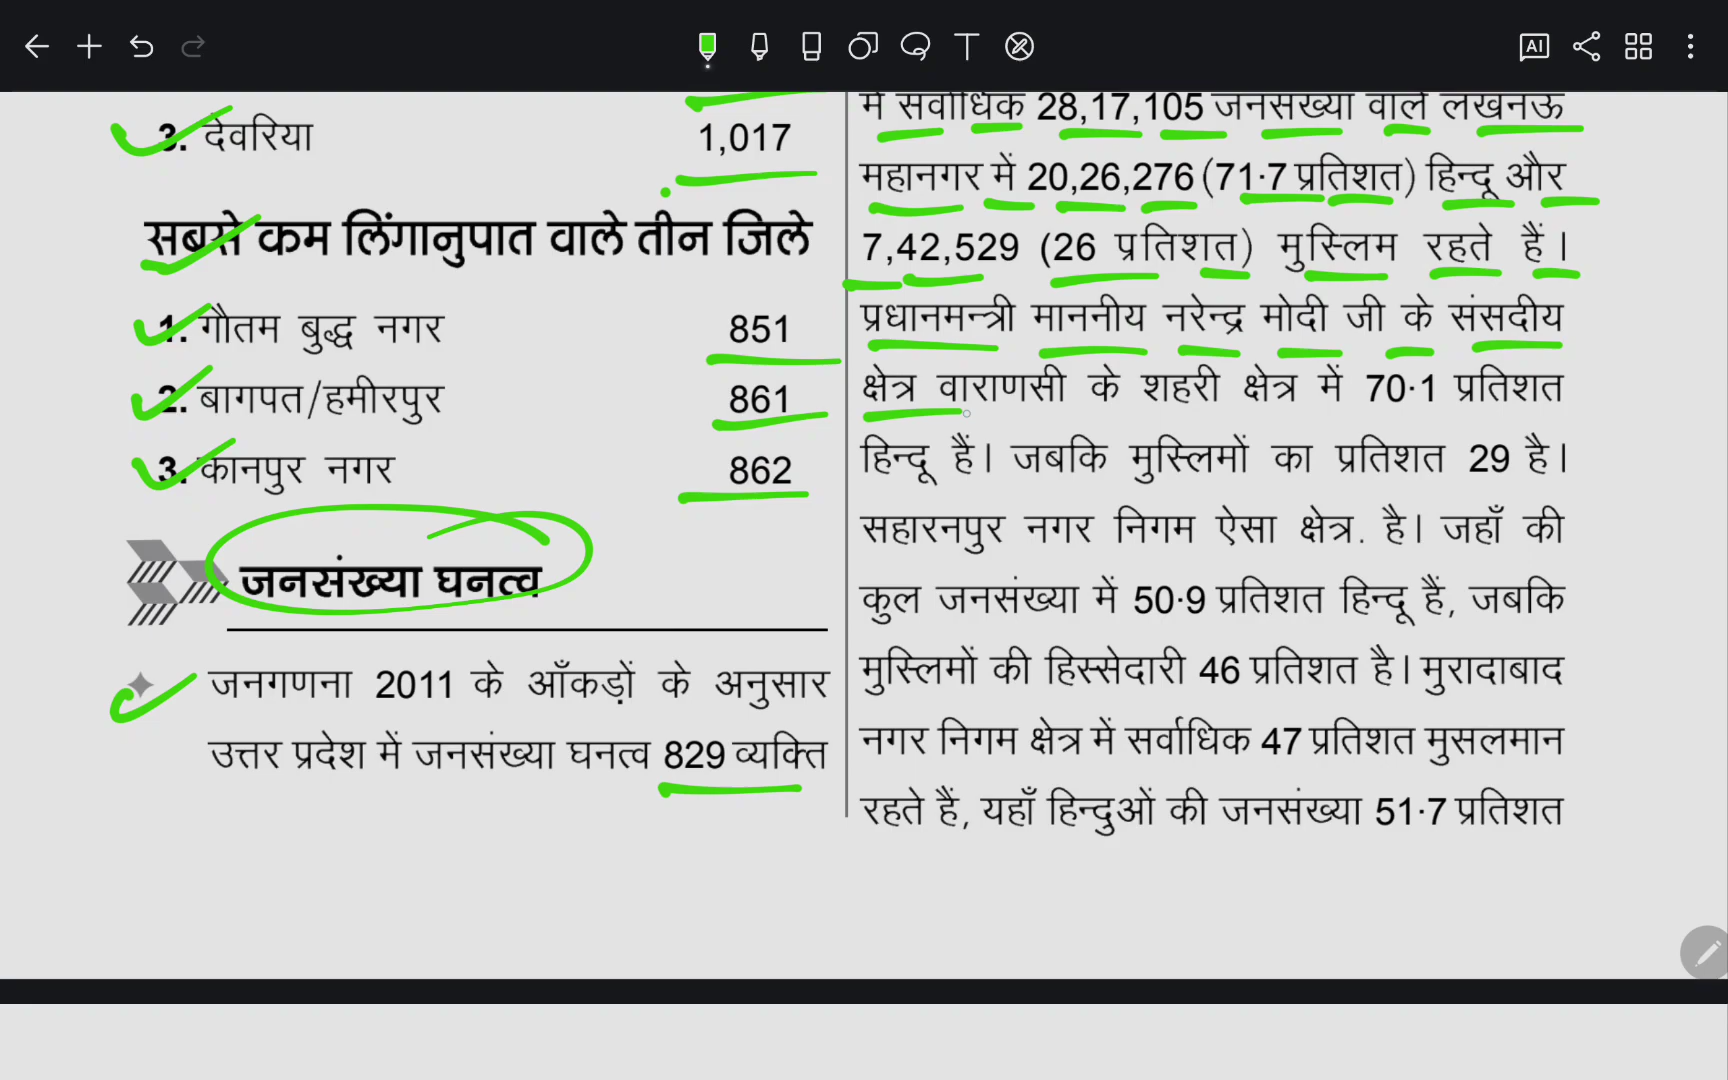 AI
3. देवरिया 1,017
सबसे कम लिंगानुपात वाले तीन जिले
1. गौतम बुद्ध नगर 851
2. बागपत/हमीरपुर 861
3. कानपुर नगर 862
जनसंख्या घनत्व
जनगणना 2011 के आँकड़ों के अनुसार
उत्तर प्रदेश में जनसंख्या घनत्व 829 व्यक्ति
में सर्वाधिक 28,17,105 जनसंख्या वाले लखनऊ
महानगर में 20,26,276 (71·7 प्रतिशत) हिन्दू और
7,42,529 (26 प्रतिशत) मुस्लिम रहते हैं।
प्रधानमन्त्री माननीय नरेन्द्र मोदी जी के संसदीय
क्षेत्र वाराणसी के शहरी क्षेत्र में 70·1 प्रतिशत
हिन्दू हैं। जबकि मुस्लिमों का प्रतिशत 29 है।
सहारनपुर नगर निगम ऐसा क्षेत्र. है। जहाँ की
कुल जनसंख्या में 50·9 प्रतिशत हिन्दू हैं, जबकि
मुस्लिमों की हिस्सेदारी 46 प्रतिशत है। मुरादाबाद
नगर निगम क्षेत्र में सर्वाधिक 47 प्रतिशत मुसलमान
रहते हैं, यहाँ हिन्दुओं की जनसंख्या 51·7 प्रतिशत